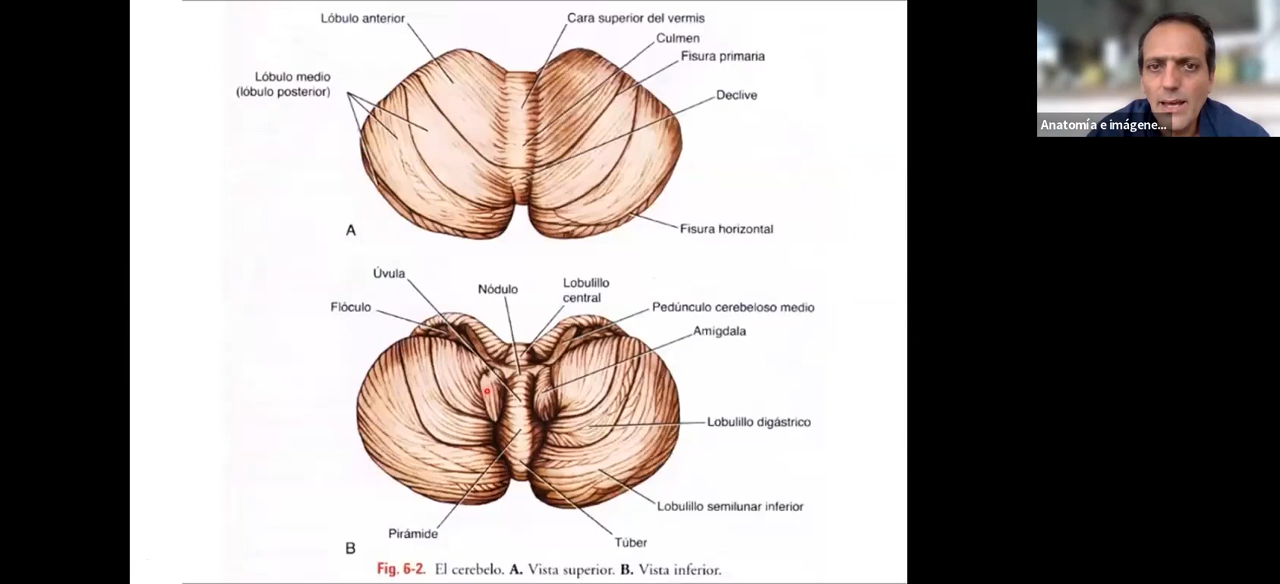 Lóbulo anterior
Cara superior del vermis
Culmen
Fisura primaria
Lóbulo medio
(lóbulo posterior)
Declive
A
Fisura horizontal
Úvula
Nódulo
Lobulillo
central
Flóculo
Pedúnculo cerebeloso medio
Amigdala
Lobulillo digástrico
Lobulillo semilunar inferior
Pirámide
Túber
B
Fig. 6-2. El cerebelo. A. Vista superior. B. Vista inferior.
Anatomía e imágene...